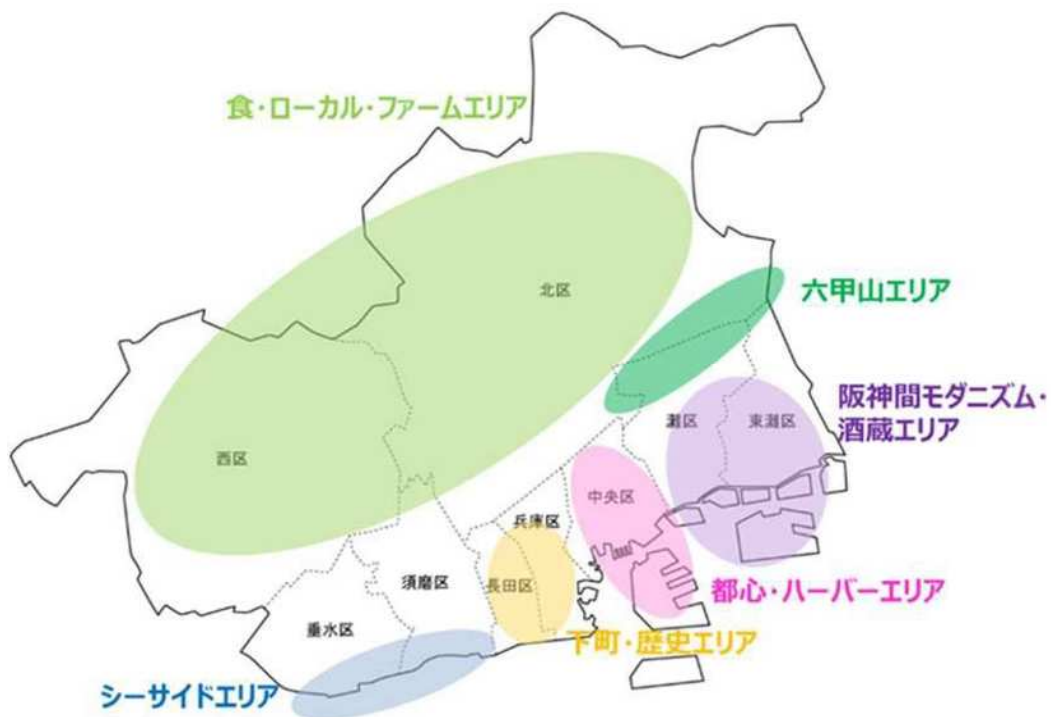 食・ローカル・ファームエリア
北区
六甲山エリア
阪神間モダニズム・
酒蔵エリア
灘区
東灘区
西区
中央区
兵庫区
須磨区
長田区
都心・ハーバーエリア
垂水区
下町・歴史エリア
シーサイドエリア